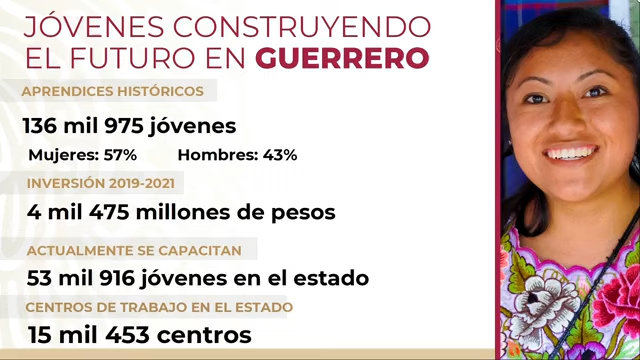 JÓVENES CONSTRUYENDO
EL FUTURO EN GUERRERO
APRENDICES HISTÓRICOS
136 mil 975 jóvenes
Mujeres: 57% Hombres: 43%
INVERSIÓN 2019-2021
4 mil 475 millones de pesos
ACTUALMENTE SE CAPACITAN
53 mil 916 jóvenes en el estado
CENTROS DE TRABAJO EN EL ESTADO
15 mil 453 centros